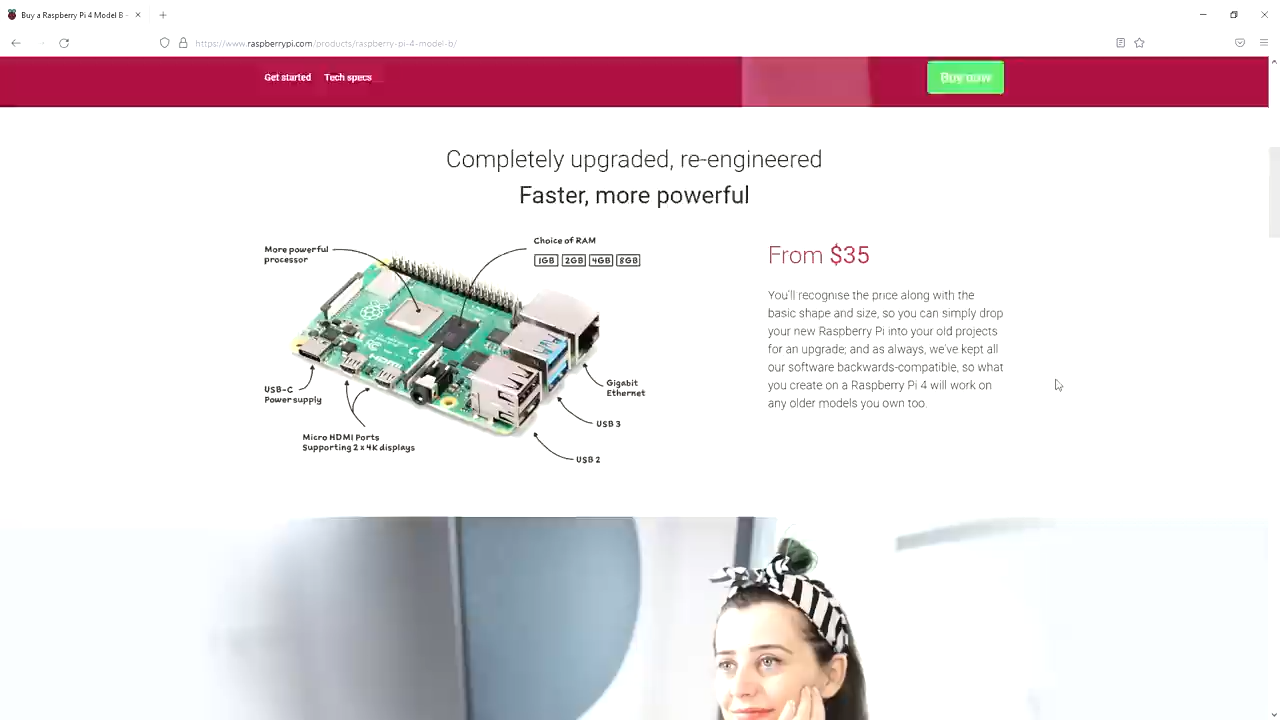 Buy a Raspberry Pi 4 Model B -
https://www.raspberrypi.com/products/raspberry-pi-4-model-b/
Get started
Tech specs
Buy now
Completely upgraded, re-engineered
Faster, more powerful
More powerful
processor
Choice of RAM
1GB 2GB 4GB 8GB
USB-C
Power supply
Micro HDMI Ports
Supporting 2 x 4K displays
Gigabit
Ethernet
USB 3
USB 2
HDMI
From $35
You'll recognise the price along with the
basic shape and size, so you can simply drop
your new Raspberry Pi into your old projects
for an upgrade; and as always, we've kept all
our software backwards-compatible, so what
you create on a Raspberry Pi 4 will work on
any older models you own too.